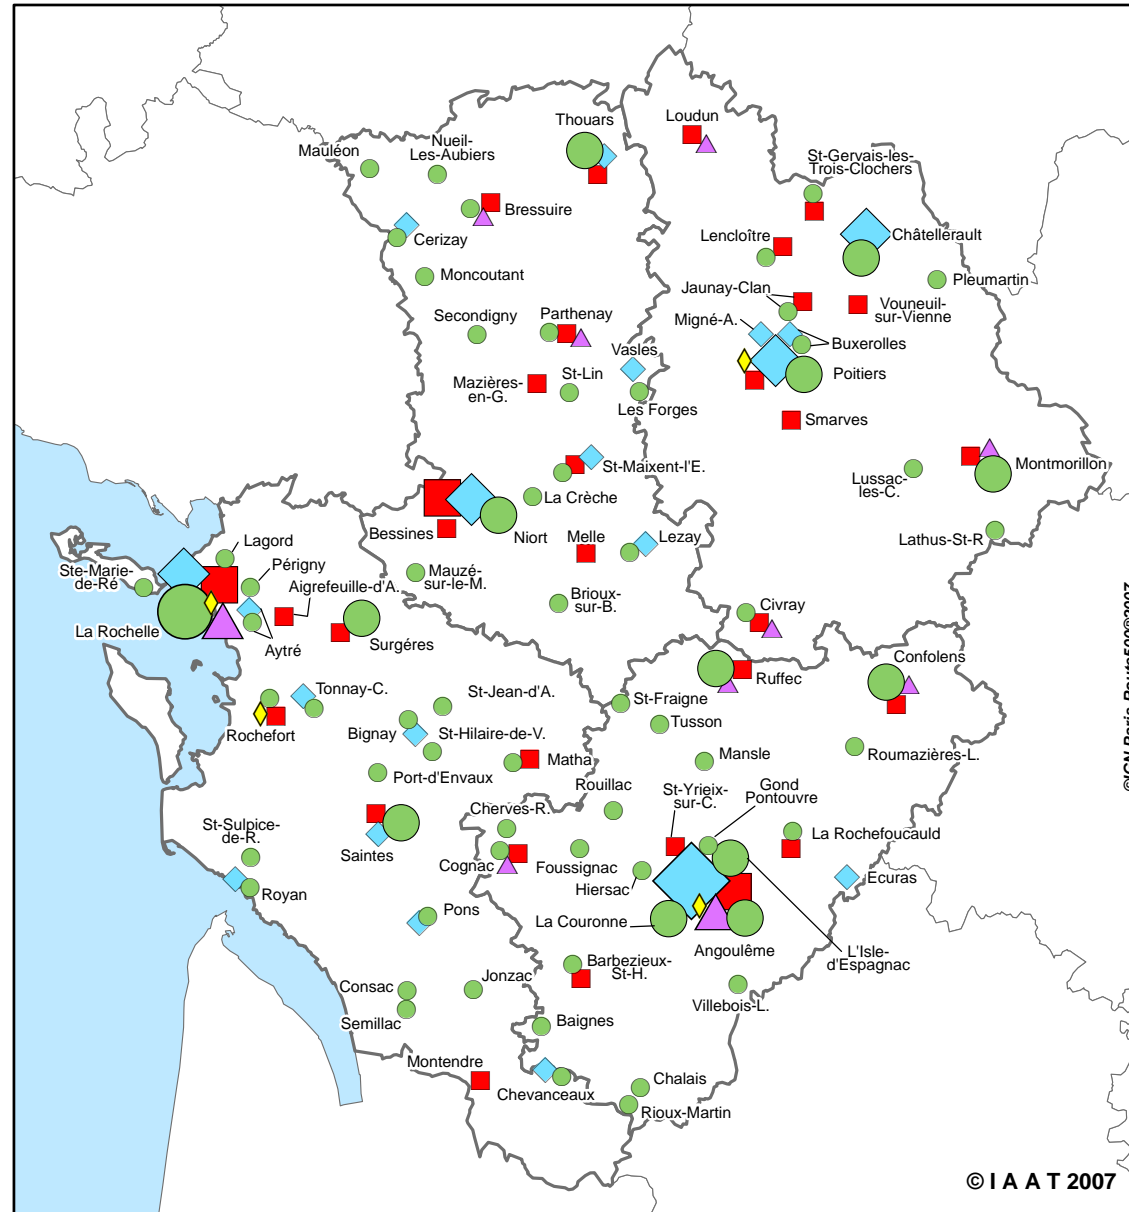 Loudun
Thouars
Nueil-
Les-Aubiers
Mauléon
St-Gervais-les-
Trois-Clochers
Bressuire
Cerizay
Lencloître
Châtellerault
Moncoutant
Pleumartin
Jaunay-Clan
Vouneuil-
sur-Vienne
Secondigny
Parthenay
Migné-A.
Buxerolles
Vasles
Poitiers
Mazières-
en-G.
St-Lin
Les Forges
Smarves
St-Maixent-l'E.
Montmorillon
Lussac-
les-C.
La Crèche
Bessines
Niort
Melle
Lezay
Lathus-St-R
Lagord
Ste-Marie-
de-Ré
Périgny
Aigrefeuille-d'A.
Mauzé-
sur-le-M.
Brioux-
sur-B.
Civray
La Rochelle
Aytré
Surgéres
Confolens
Ruffec
Tonnay-C.
St-Jean-d'A.
St-Fraigne
Rochefort
Bignay
St-Hilaire-de-V.
Tusson
Matha
Mansle
Roumazières-L.
Port-d'Envaux
Rouillac
St-Yrieix-
sur-C.
Gond
Pontouvre
Cherves-R.
La Rochefoucauld
St-Sulpice-
de-R.
Saintes
Cognac
Foussignac
Hiersac
Ecuras
Royan
Pons
La Couronne
Angoulême
L'Isle-
d'Espagnac
Barbezieux-
St-H.
Jonzac
Consac
Villebois-L.
Semillac
Baignes
Montendre
Chevanceaux
Chalais
Rioux-Martin
©IGN Paris-Route500©2007
© I A A T 2007